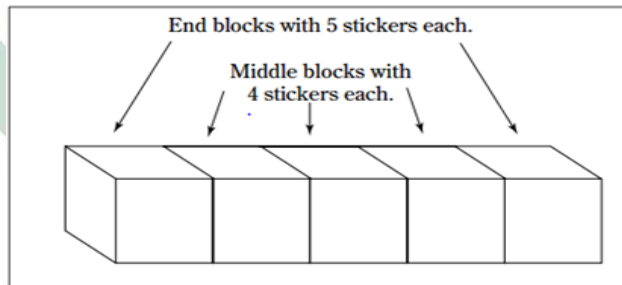 End blocks with 5 stickers each.
Middle blocks with
4 stickers each.